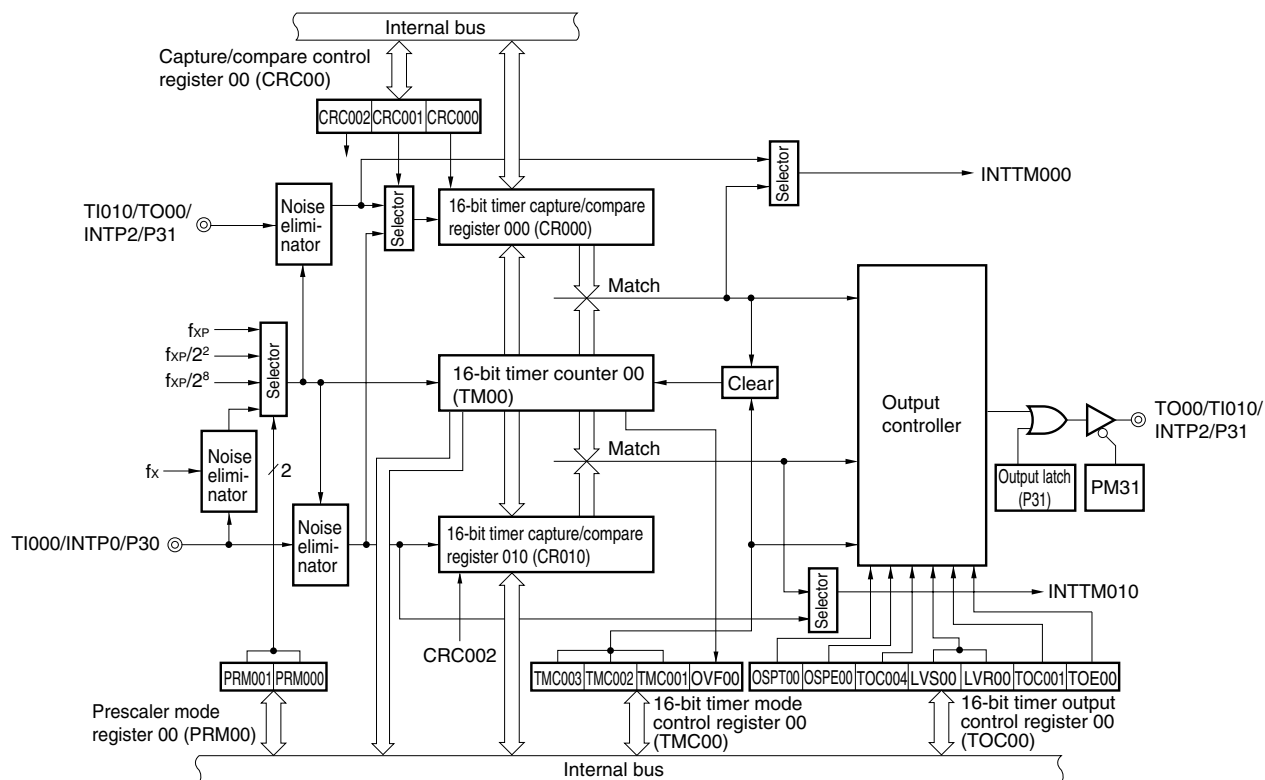 Internal bus
Capture/compare control
register 00 (CRC00)
CRC002 CRC001 CRC000
TI010/TO00/
INTP2/P31
Noise
elimi-
nator
Selector
16-bit timer capture/compare
register 000 (CR000)
Selector
INTTM000
Match
fXP
fXP/2²
fXP/2⁸
Selector
16-bit timer counter 00
(TM00)
Clear
Output
controller
TO00/TI010/
INTP2/P31
Output latch
(P31)
PM31
fX
Noise
elimi-
nator
2
Match
TI000/INTP0/P30
Noise
elimi-
nator
16-bit timer capture/compare
register 010 (CR010)
Selector
INTTM010
CRC002
PRM001 PRM000
TMC003 TMC002 TMC001 OVF00
OSPT00 OSPE00 TOC004 LVS00 LVR00 TOC001 TOE00
Prescaler mode
register 00 (PRM00)
16-bit timer mode
control register 00
(TMC00)
16-bit timer output
control register 00
(TOC00)
Internal bus